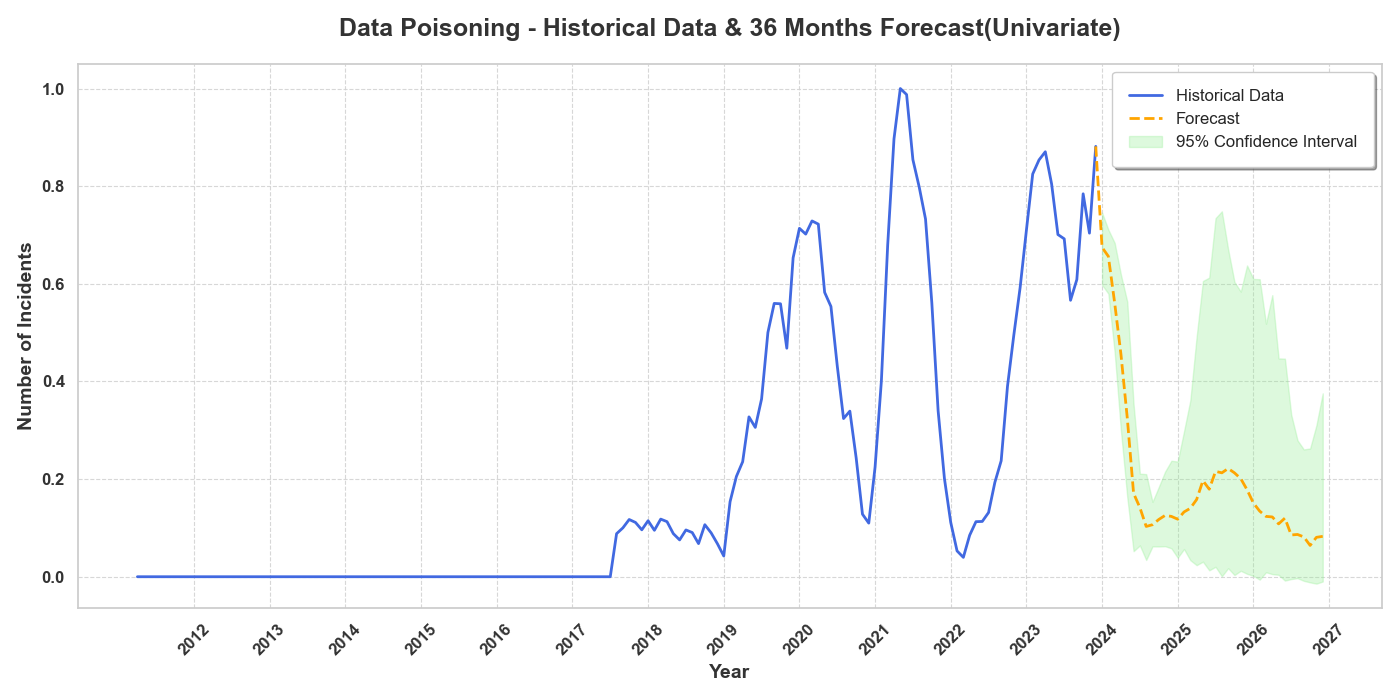 Data Poisoning - Historical Data & 36 Months Forecast(Univariate)
Historical Data
Forecast
95% Confidence Interval
Number of Incidents
1.0
0.8
0.6
0.4
0.2
0.0
2012 2013 2014 2015 2016 2017 2018 2019 2020 2021 2022 2023 2024 2025 2026 2027
Year